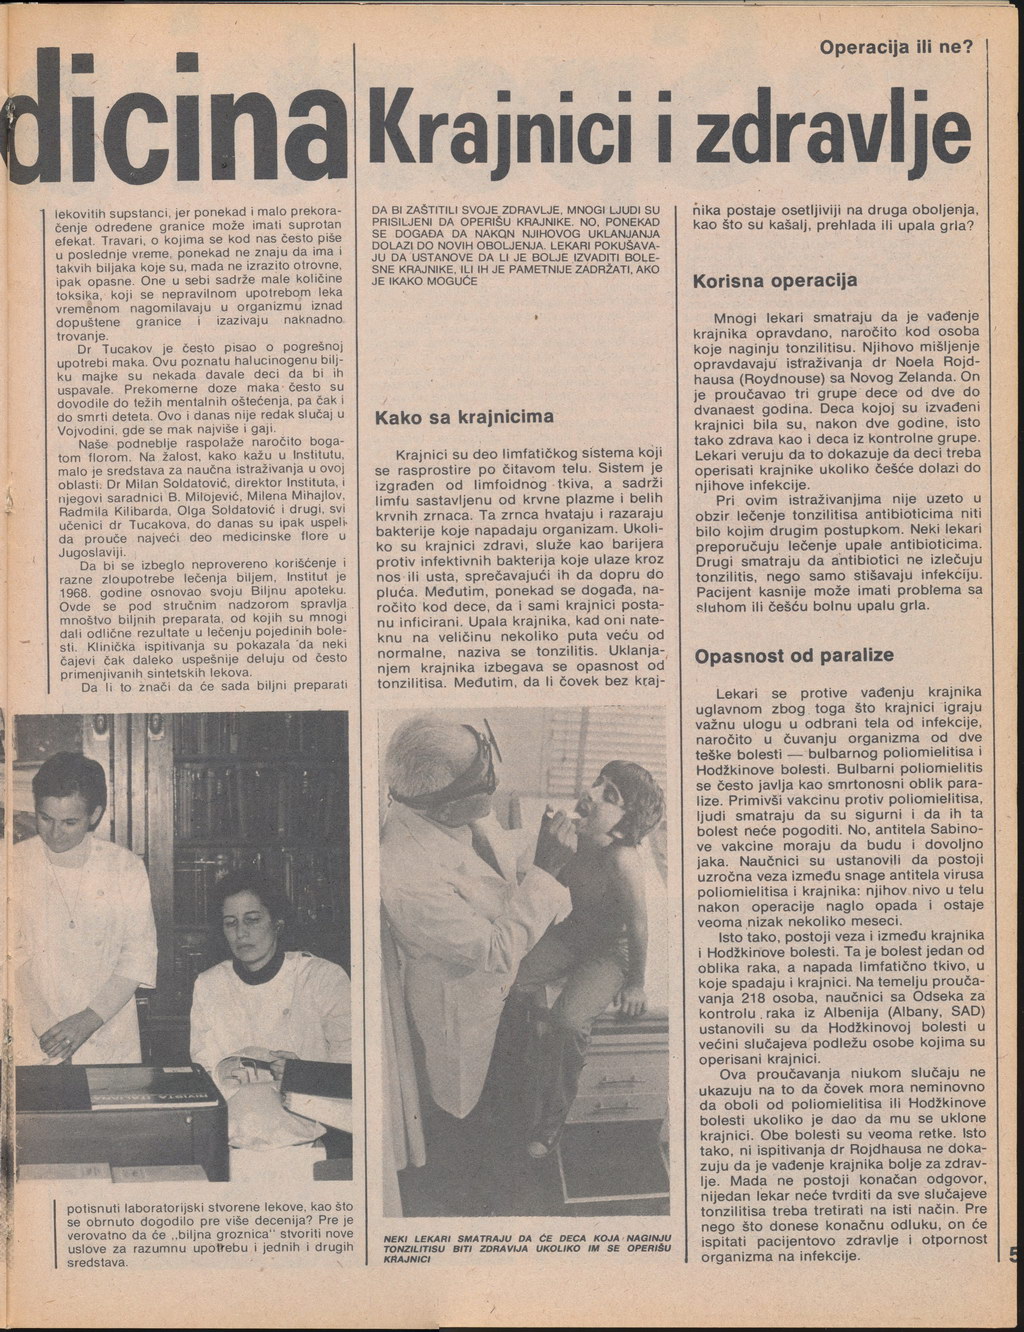 dicina
lekovitih supstanci, jer ponekad i malo prekora-
čenje određene granice može imati suprotan
efekat. Travari, o kojima se kod nas često piše
u poslednje vreme, ponekad ne znaju da ima i
takvih biljaka koje su, mada ne izrazito otrovne,
ipak opasne. One u sebi sadrže male količine
toksika, koji se nepravilnom upotrebom leka
vremenom nagomilavaju u organizmu iznad
dopuštene granice i izazivaju naknadno
trovanje.
Dr Tucakov je često pisao o pogrešnoj
upotrebi maka. Ovu poznatu halucinogenu bilj-
ku majke su nekada davale deci da bi ih
uspavale. Prekomerne doze maka često su
dovodile do težih mentalnih oštećenja, pa čak i
do smrti deteta. Ovo i danas nije redak slučaj u
Vojvodini, gde se mak najviše i gaji.
Naše podneblje raspolaže naročito boga-
tom florom. Na žalost, kako kažu u Institutu,
malo je sredstava za naučna istraživanja u ovoj
oblasti. Dr Milan Soldatović, direktor Instituta, i
njegovi saradnici B. Milojević, Milena Mihajlov,
Radmila Kilibarda, Olga Soldatović i drugi, svi
učenici dr Tucakova, do danas su ipak uspeli
da prouče najveći deo medicinske flore u
Jugoslaviji.
Da bi se izbeglo neprovereno korišćenje i
razne zloupotrebe lečenja biljem, Institut je
1968. godine osnovao svoju Biljnu apoteku.
Ovde se pod stručnim nadzorom spravlja
mnoštvo biljnih preparata, od kojih su mnogi
dali odlične rezultate u lečenju pojedinih bole-
sti. Klinička ispitivanja su pokazala da neki
čajevi čak daleko uspešnije deluju od često
primenjivanih sintetskih lekova.
Da li to znači da će sada biljni preparati
RIVISTA ITALIANA
potisnuti laboratorijski stvorene lekove, kao što
se obrnuto dogodilo pre više decenija? Pre je
verovatno da će „biljna groznica" stvoriti nove
uslove za razumnu upotrebu i jednih i drugih
sredstava.
Operacija ili ne?
Krajnici i zdravlje
DA BI ZAŠTITILI SVOJE ZDRAVLJE, MNOGI LJUDI SU
PRISILJENI DA OPERIŠU KRAJNIKE. NO, PONEKAD
SE DOGAĐA DA NAKON NJIHOVOG UKLANJANJA
DOLAZI DO NOVIH OBOLJENJA. LEKARI POKUŠAVA-
JU DA USTANOVE DA LI JE BOLJE IZVADITI BOLE-
SNE KRAJNIKE, ILI IH JE PAMETNIJE ZADRŽATI, AKO
JE IKAKO MOGUĆE
Kako sa krajnicima
Krajnici su deo limfatičkog sistema koji
se rasprostire po čitavom telu. Sistem je
izgrađen od limfoidnog tkiva, a sadrži
limfu sastavljenu od krvne plazme i belih
krvnih zrnaca. Ta zrnca hvataju i razaraju
bakterije koje napadaju organizam. Ukoli-
ko su krajnici zdravi, služe kao barijera
protiv infektivnih bakterija koje ulaze kroz
nos ili usta, sprečavajući ih da dopru do
pluća. Međutim, ponekad se događa, na-
ročito kod dece, da i sami krajnici posta-
nu inficirani. Upala krajnika, kad oni nate-
knu na veličinu nekoliko puta veću od
normalne, naziva se tonzilitis. Uklanja-
njem krajnika izbegava se opasnost od
tonzilitisa. Međutim, da li čovek bez kraj-
NEKI LEKARI SMATRAJU DA ĆE DECA KOJA NAGINJU
TONZILITISU BITI ZDRAVIJA UKOLIKO IM SE OPERIŠU
KRAJNICI
nika postaje osetljiviji na druga oboljenja,
kao što su kašalj, prehlada ili upala grla?
Korisna operacija
Mnogi lekari smatraju da je vađenje
krajnika opravdano, naročito kod osoba
koje naginju tonzilitisu. Njihovo mišljenje
opravdavaju istraživanja dr Noela Rojd-
hausa (Roydnouse) sa Novog Zelanda. On
je proučavao tri grupe dece od dve do
dvanaest godina. Deca kojoj su izvađeni
krajnici bila su, nakon dve godine, isto
tako zdrava kao i deca iz kontrolne grupe.
Lekari veruju da to dokazuje da deci treba
operisati krajnike ukoliko češće dolazi do
njihove infekcije.
Pri ovim istraživanjima nije uzeto u
obzir lečenje tonzilitisa antibioticima niti
bilo kojim drugim postupkom. Neki lekari
preporučuju lečenje upale antibioticima.
Drugi smatraju da antibiotici ne izlečuju
tonzilitis, nego samo stišavaju infekciju.
Pacijent kasnije može imati problema sa
sluhom ili češću bolnu upalu grla.
Opasnost od paralize
Lekari se protive vađenju krajnika
uglavnom zbog toga što krajnici igraju
važnu ulogu u odbrani tela od infekcije,
naročito u čuvanju organizma od dve
teške bolesti — bulbarnog poliomielitisa i
Hodžkinove bolesti. Bulbarni poliomielitis
se često javlja kao smrtonosni oblik para-
lize. Primivši vakcinu protiv poliomielitisa,
ljudi smatraju da su sigurni i da ih ta
bolest neće pogoditi. No, antitela Sabino-
ve vakcine moraju da budu i dovoljno
jaka. Naučnici su ustanovili da postoji
uzročna veza između snage antitela virusa
poliomielitisa i krajnika: njihov nivo u telu
nakon operacije naglo opada i ostaje
veoma nizak nekoliko meseci.
Isto tako, postoji veza i između krajnika
i Hodžkinove bolesti. Ta je bolest jedan od
oblika raka, a napada limfatično tkivo, u
koje spadaju i krajnici. Na temelju prouča-
vanja 218 osoba, naučnici sa Odseka za
kontrolu raka iz Albenija (Albany, SAD)
ustanovili su da Hodžkinovoj bolesti u
većini slučajeva podležu osobe kojima su
operisani krajnici.
Ova proučavanja niukom slučaju ne
ukazuju na to da čovek mora neminovno
da oboli od poliomielitisa ili Hodžkinove
bolesti ukoliko je dao da mu se uklone
krajnici. Obe bolesti su veoma retke. Isto
tako, ni ispitivanja dr Rojdhausa ne doka-
zuju da je vađenje krajnika bolje za zdrav-
lje. Mada ne postoji konačan odgovor,
nijedan lekar neće tvrditi da sve slučajeve
tonzilitisa treba tretirati na isti način. Pre
nego što donese konačnu odluku, on će
ispitati pacijentovo zdravlje i otpornost
organizma na infekcije.
5